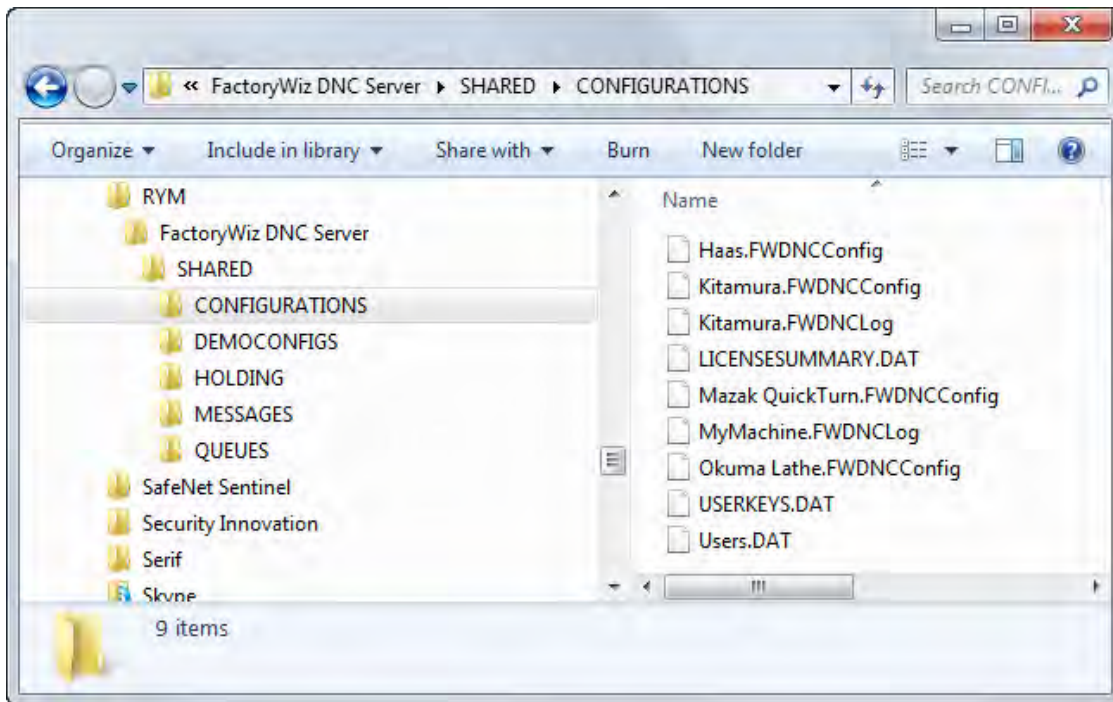 « FactoryWiz DNC Server ▸ SHARED ▸ CONFIGURATIONS
Search CONFI...
Organize Include in library Share with Burn New folder
RYM
FactoryWiz DNC Server
SHARED
CONFIGURATIONS
DEMOCONFIGS
HOLDING
MESSAGES
QUEUES
SafeNet Sentinel
Security Innovation
Serif
Skype
Name
Haas.FWDNCConfig
Kitamura.FWDNCConfig
Kitamura.FWDNCLog
LICENSESUMMARY.DAT
Mazak QuickTurn.FWDNCConfig
MyMachine.FWDNCLog
Okuma Lathe.FWDNCConfig
USERKEYS.DAT
Users.DAT
9 items